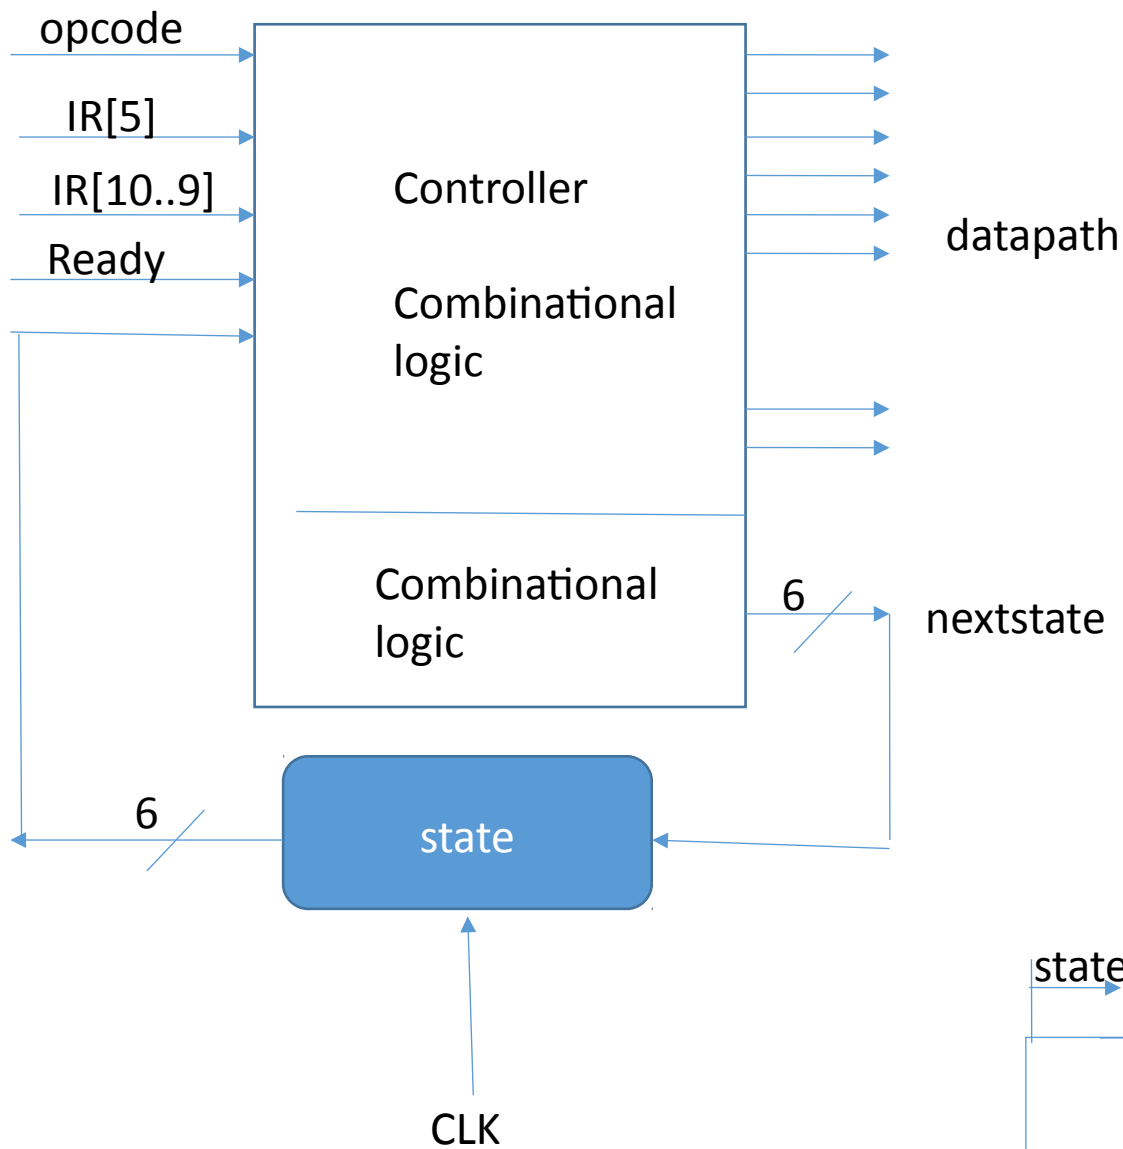 opcode
IR[5]
IR[10..9]
Ready
Controller
Combinational
logic
datapath
Combinational
logic
6
nextstate
6
state
state
CLK